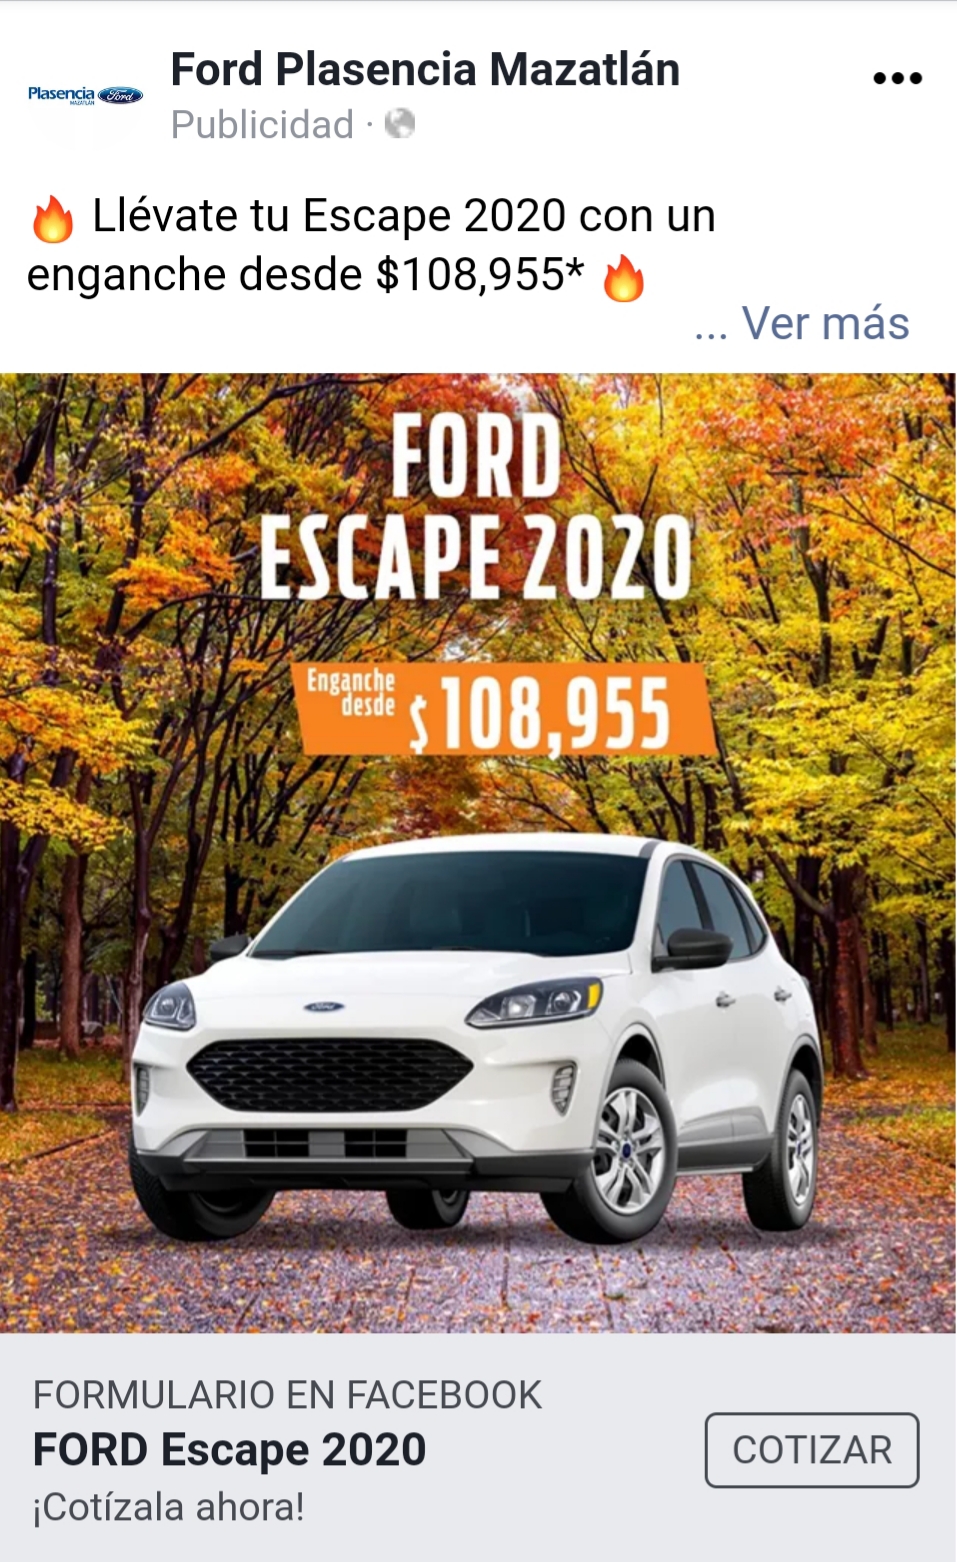 Plasencia Ford
MAZATLÁN
Ford Plasencia Mazatlán
Publicidad ·
🔥 Llévate tu Escape 2020 con un
enganche desde $108,955* 🔥
... Ver más
FORD
ESCAPE 2020
Enganche
desde $108,955
Ford
FORMULARIO EN FACEBOOK
FORD Escape 2020
¡Cotízala ahora!
COTIZAR